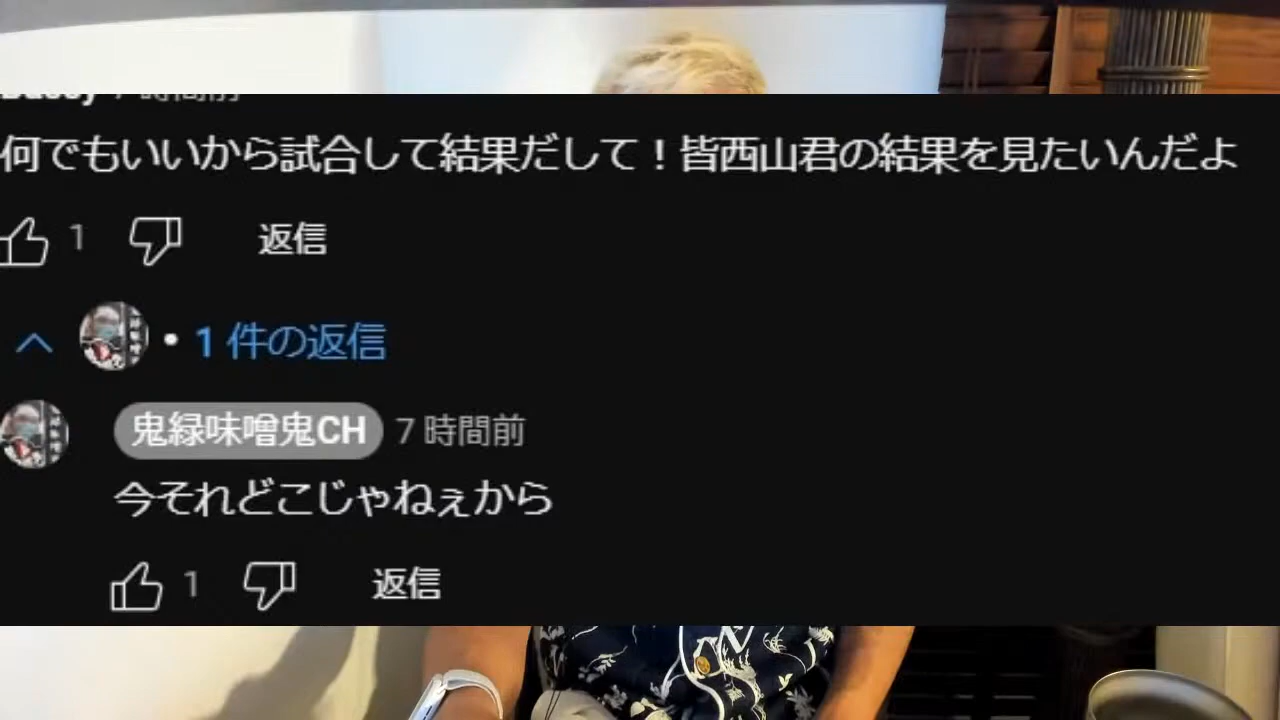 何でもいいから試合して結果だして！皆西山君の結果を見たいんだよ
1 返信
1 件の返信
鬼緑味噌鬼CH 7 時間前
今それどこじゃねぇから
1 返信